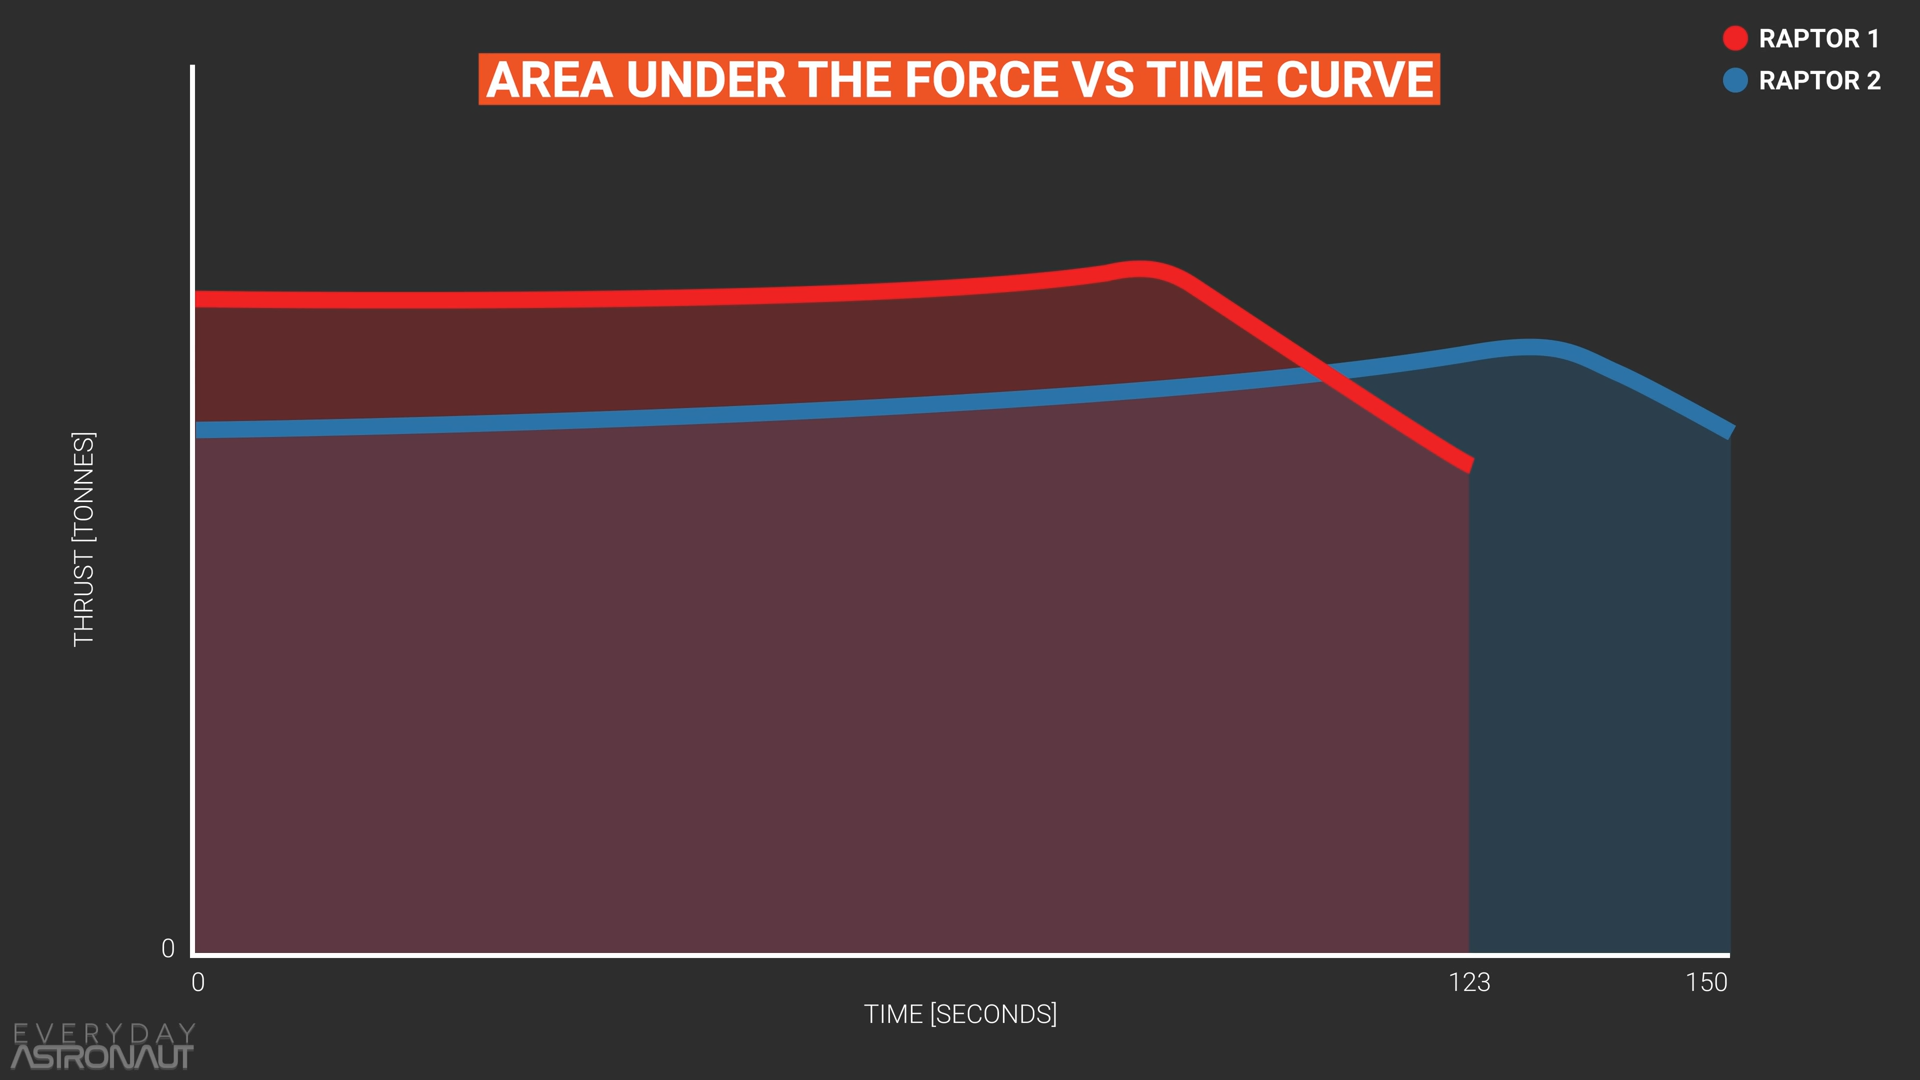 AREA UNDER THE FORCE VS TIME CURVE
RAPTOR 1
RAPTOR 2
THRUST [TONNES]
0
0
123
150
TIME [SECONDS]
EVERYDAY
ASTRONAUT